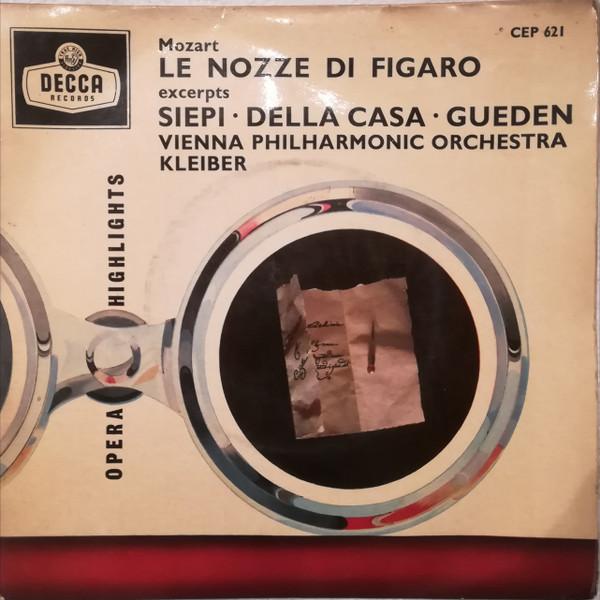 CEP 621
DECCA
RECORDS
Mozart
LE NOZZE DI FIGARO
excerpts
SIEPI · DELLA CASA · GUEDEN
VIENNA PHILHARMONIC ORCHESTRA
KLEIBER
OPERA HIGHLIGHTS